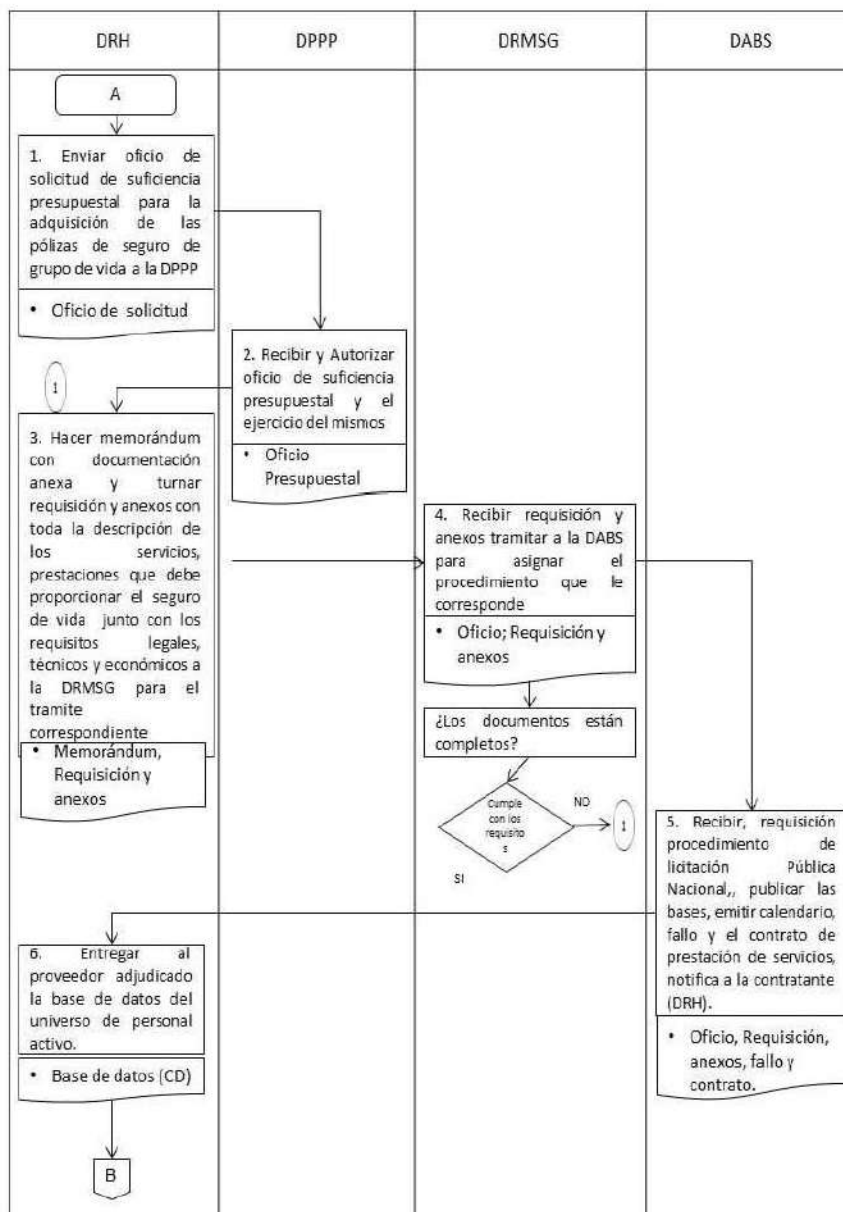 DRH
DPPP
DRMSG
DABS
A
1. Enviar oficio de
solicitud de suficiencia
presupuestal para la
adquisición de las
pólizas de seguro de
grupo de vida a la DPPP
• Oficio de solicitud
2. Recibir y Autorizar
oficio de suficiencia
presupuestal y el
ejercicio del mismos
• Oficio
Presupuestal
1
3. Hacer memorándum
con documentación
anexa y turnar
requisición y anexos con
toda la descripción de
los servicios,
prestaciones que debe
proporcionar el seguro
de vida junto con los
requisitos legales,
técnicos y económicos a
la DRMSG para el
tramite
correspondiente
• Memorándum,
Requisición y
anexos
4. Recibir requisición y
anexos tramitar a la DABS
para asignar el
procedimiento que le
corresponde
• Oficio; Requisición y
anexos
¿Los documentos están
completos?
Cumple
con los
requisito
s
NO
1
SI
5. Recibir, requisición
procedimiento de
licitación Pública
Nacional,, publicar las
bases, emitir calendario,
fallo y el contrato de
prestación de servicios,
notifica a la contratante
(DRH).
• Oficio, Requisición,
anexos, fallo y
contrato.
6. Entregar al
proveedor adjudicado
la base de datos del
universo de personal
activo.
• Base de datos (CD)
B